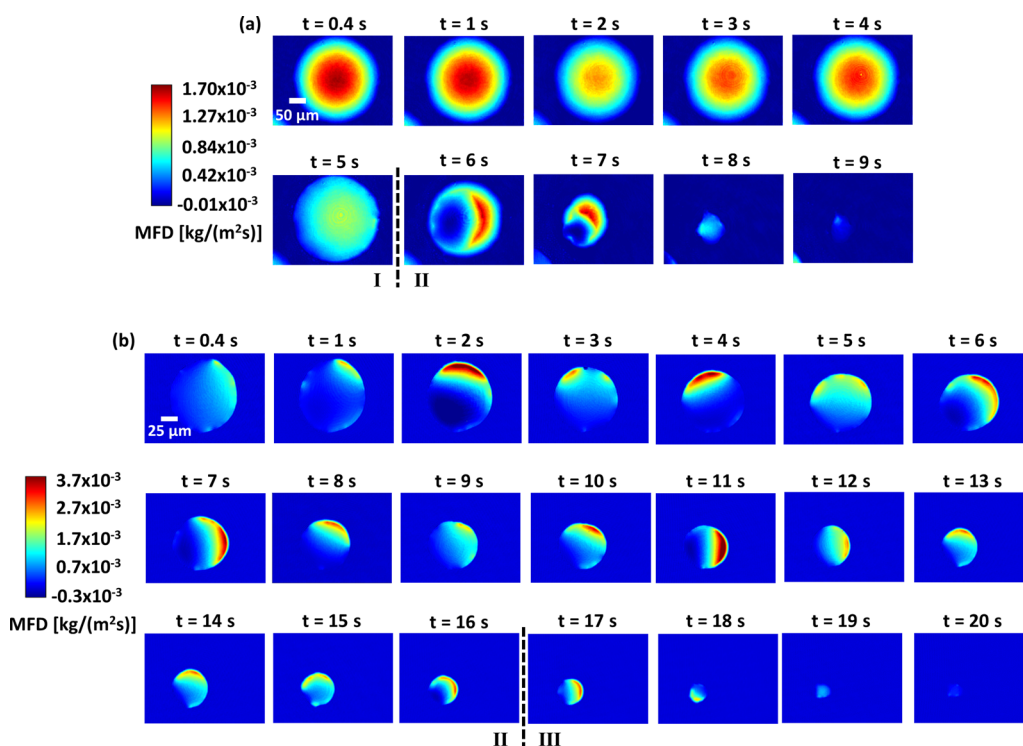 (a)
t = 0.4 s t = 1 s t = 2 s t = 3 s t = 4 s
1.70x10⁻³
1.27x10⁻³
0.84x10⁻³
0.42x10⁻³
-0.01x10⁻³
MFD [kg/(m²s)]
50 μm
t = 5 s t = 6 s t = 7 s t = 8 s t = 9 s
I II
(b)
t = 0.4 s t = 1 s t = 2 s t = 3 s t = 4 s t = 5 s t = 6 s
25 μm
3.7x10⁻³
2.7x10⁻³
1.7x10⁻³
0.7x10⁻³
-0.3x10⁻³
MFD [kg/(m²s)]
t = 7 s t = 8 s t = 9 s t = 10 s t = 11 s t = 12 s t = 13 s
t = 14 s t = 15 s t = 16 s t = 17 s t = 18 s t = 19 s t = 20 s
II III